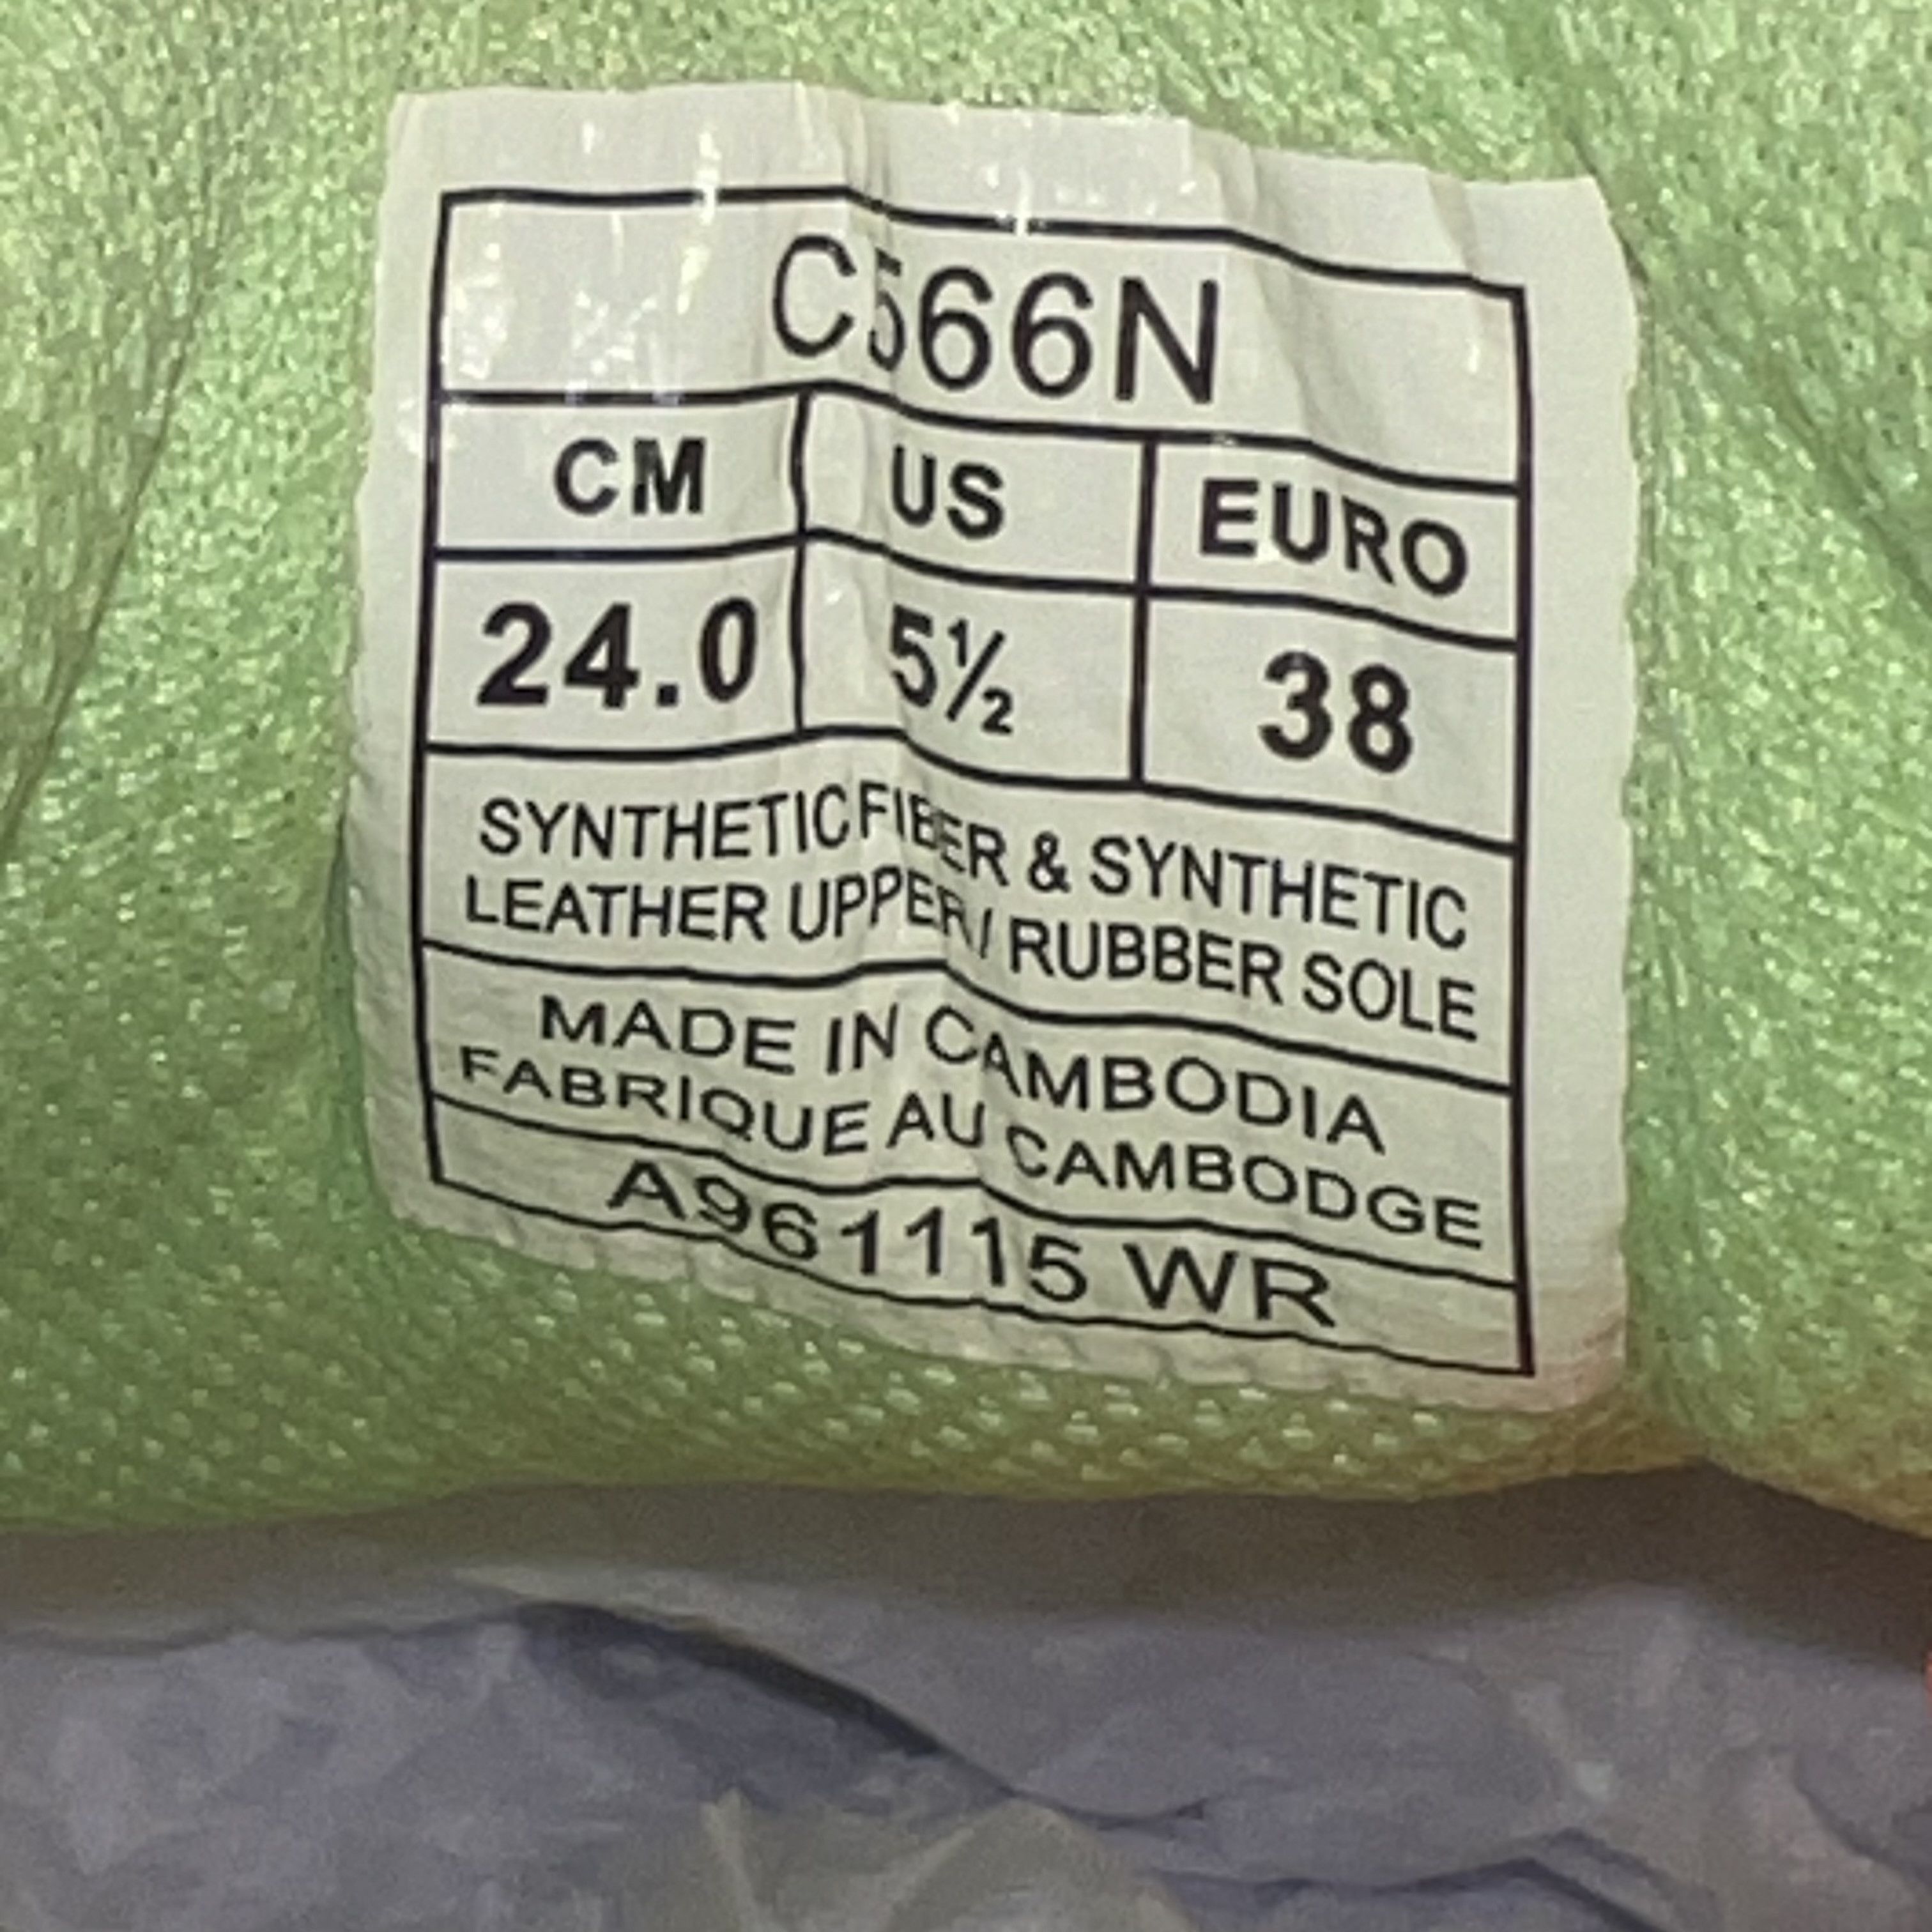 C566N
CM US EURO
24.0 5½ 38
SYNTHETIC FIBER & SYNTHETIC
LEATHER UPPER / RUBBER SOLE
MADE IN CAMBODIA
FABRIQUE AU CAMBODGE
A961115 WR